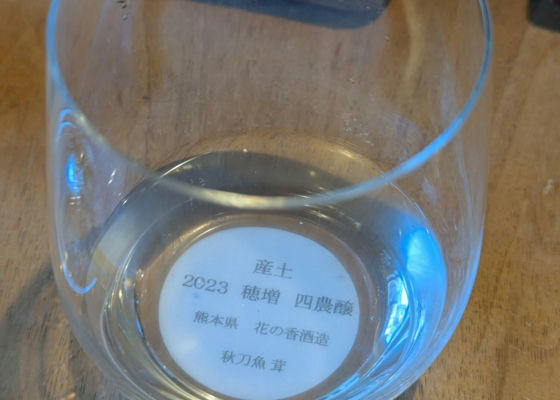 産土
2023 穂増 四農醸
熊本県 花の香酒造
秋刀魚 茸